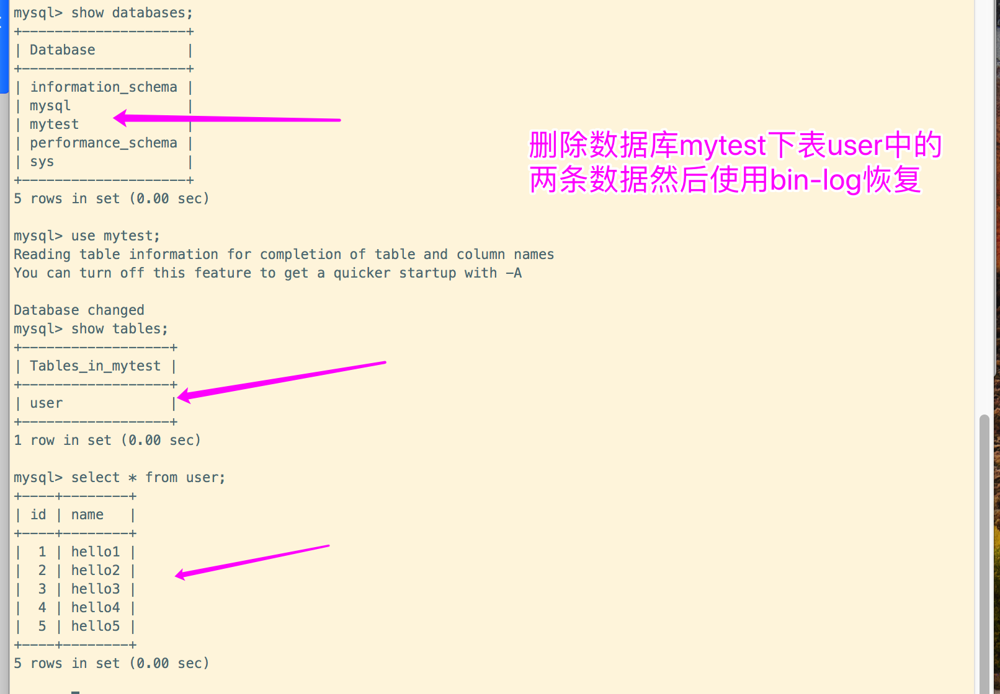 mysql> show databases;
+--------------------+
| Database           |
+--------------------+
| information_schema |
| mysql              |
| mytest             |
| performance_schema |
| sys                |
+--------------------+
5 rows in set (0.00 sec)
删除数据库mytest下表user中的
两条数据然后使用bin-log恢复
mysql> use mytest;
Reading table information for completion of table and column names
You can turn off this feature to get a quicker startup with -A
Database changed
mysql> show tables;
+------------------+
| Tables_in_mytest |
+------------------+
| user             |
+------------------+
1 row in set (0.00 sec)
mysql> select * from user;
+----+--------+
| id | name   |
+----+--------+
|  1 | hello1 |
|  2 | hello2 |
|  3 | hello3 |
|  4 | hello4 |
|  5 | hello5 |
+----+--------+
5 rows in set (0.00 sec)